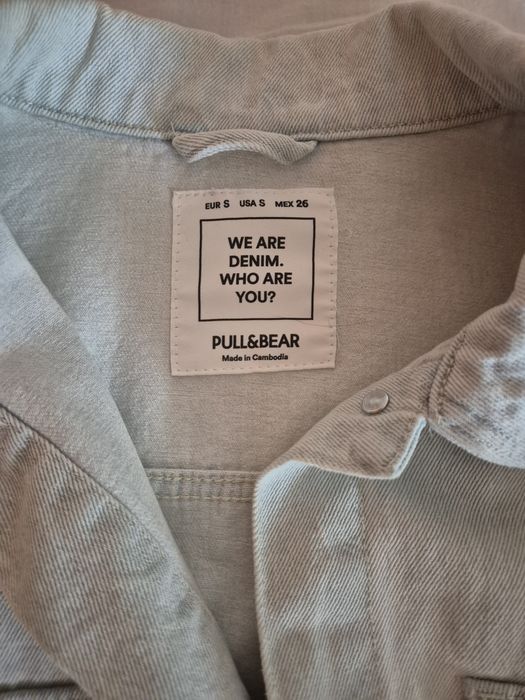 EUR S USA S MEX 26
WE ARE
DENIM.
WHO ARE
YOU?
PULL&BEAR
Made in Cambodia